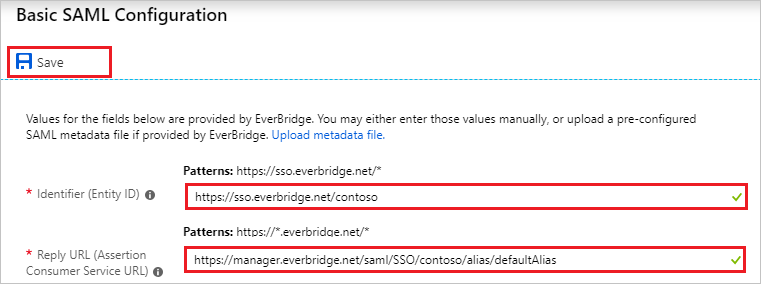 Basic SAML Configuration
Save
Values for the fields below are provided by EverBridge. You may either enter those values manually, or upload a pre-configured
SAML metadata file if provided by EverBridge. Upload metadata file.
Patterns: https://sso.everbridge.net/*
* Identifier (Entity ID)
https://sso.everbridge.net/contoso
Patterns: https://*.everbridge.net/*
* Reply URL (Assertion
Consumer Service URL)
https://manager.everbridge.net/saml/SSO/contoso/alias/defaultAlias